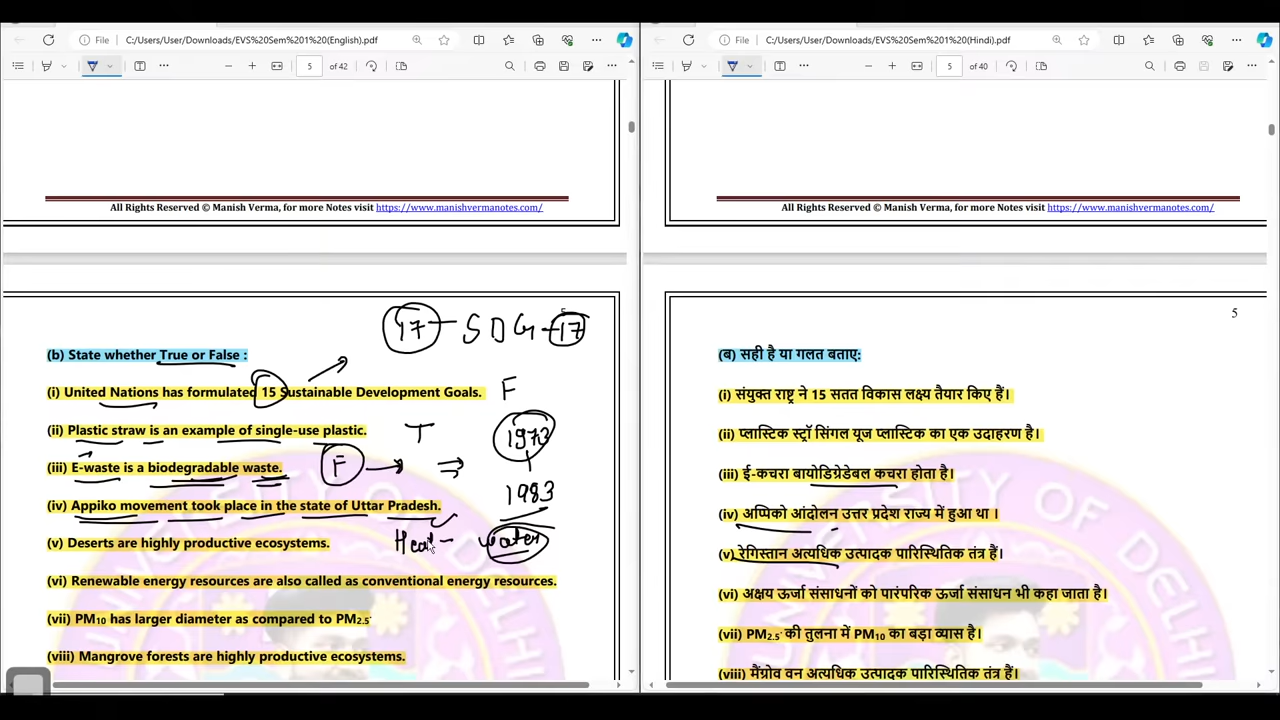 File C:/Users/User/Downloads/EVS%20Sem%201%20(English).pdf
5 of 42
All Rights Reserved © Manish Verma, for more Notes visit https://www.manishvermanotes.com/
17 - SDG - 17
(b) State whether True or False :
(i) United Nations has formulated 15 Sustainable Development Goals. F
(ii) Plastic straw is an example of single-use plastic. T 1973
(iii) E-waste is a biodegradable waste. F
1983
(iv) Appiko movement took place in the state of Uttar Pradesh.
Heat - water
(v) Deserts are highly productive ecosystems.
(vi) Renewable energy resources are also called as conventional energy resources.
(vii) PM10 has larger diameter as compared to PM2.5.
(viii) Mangrove forests are highly productive ecosystems.
File C:/Users/User/Downloads/EVS%20Sem%201%20(Hindi).pdf
5 of 40
All Rights Reserved © Manish Verma, for more Notes visit https://www.manishvermanotes.com/
5
(ब) सही है या गलत बताए:
(i) संयुक्त राष्ट्र ने 15 सतत विकास लक्ष्य तैयार किए हैं।
(ii) प्लास्टिक स्ट्रॉ सिंगल यूज प्लास्टिक का एक उदाहरण है।
(iii) ई-कचरा बायोडिग्रेडेबल कचरा होता है।
(iv) अप्पिको आंदोलन उत्तर प्रदेश राज्य में हुआ था ।
(v) रेगिस्तान अत्यधिक उत्पादक पारिस्थितिक तंत्र हैं।
(vi) अक्षय ऊर्जा संसाधनों को पारंपरिक ऊर्जा संसाधन भी कहा जाता है।
(vii) PM2.5. की तुलना में PM10 का बड़ा व्यास है।
(viii) मैंग्रोव वन अत्यधिक उत्पादक पारिस्थितिक तंत्र हैं।